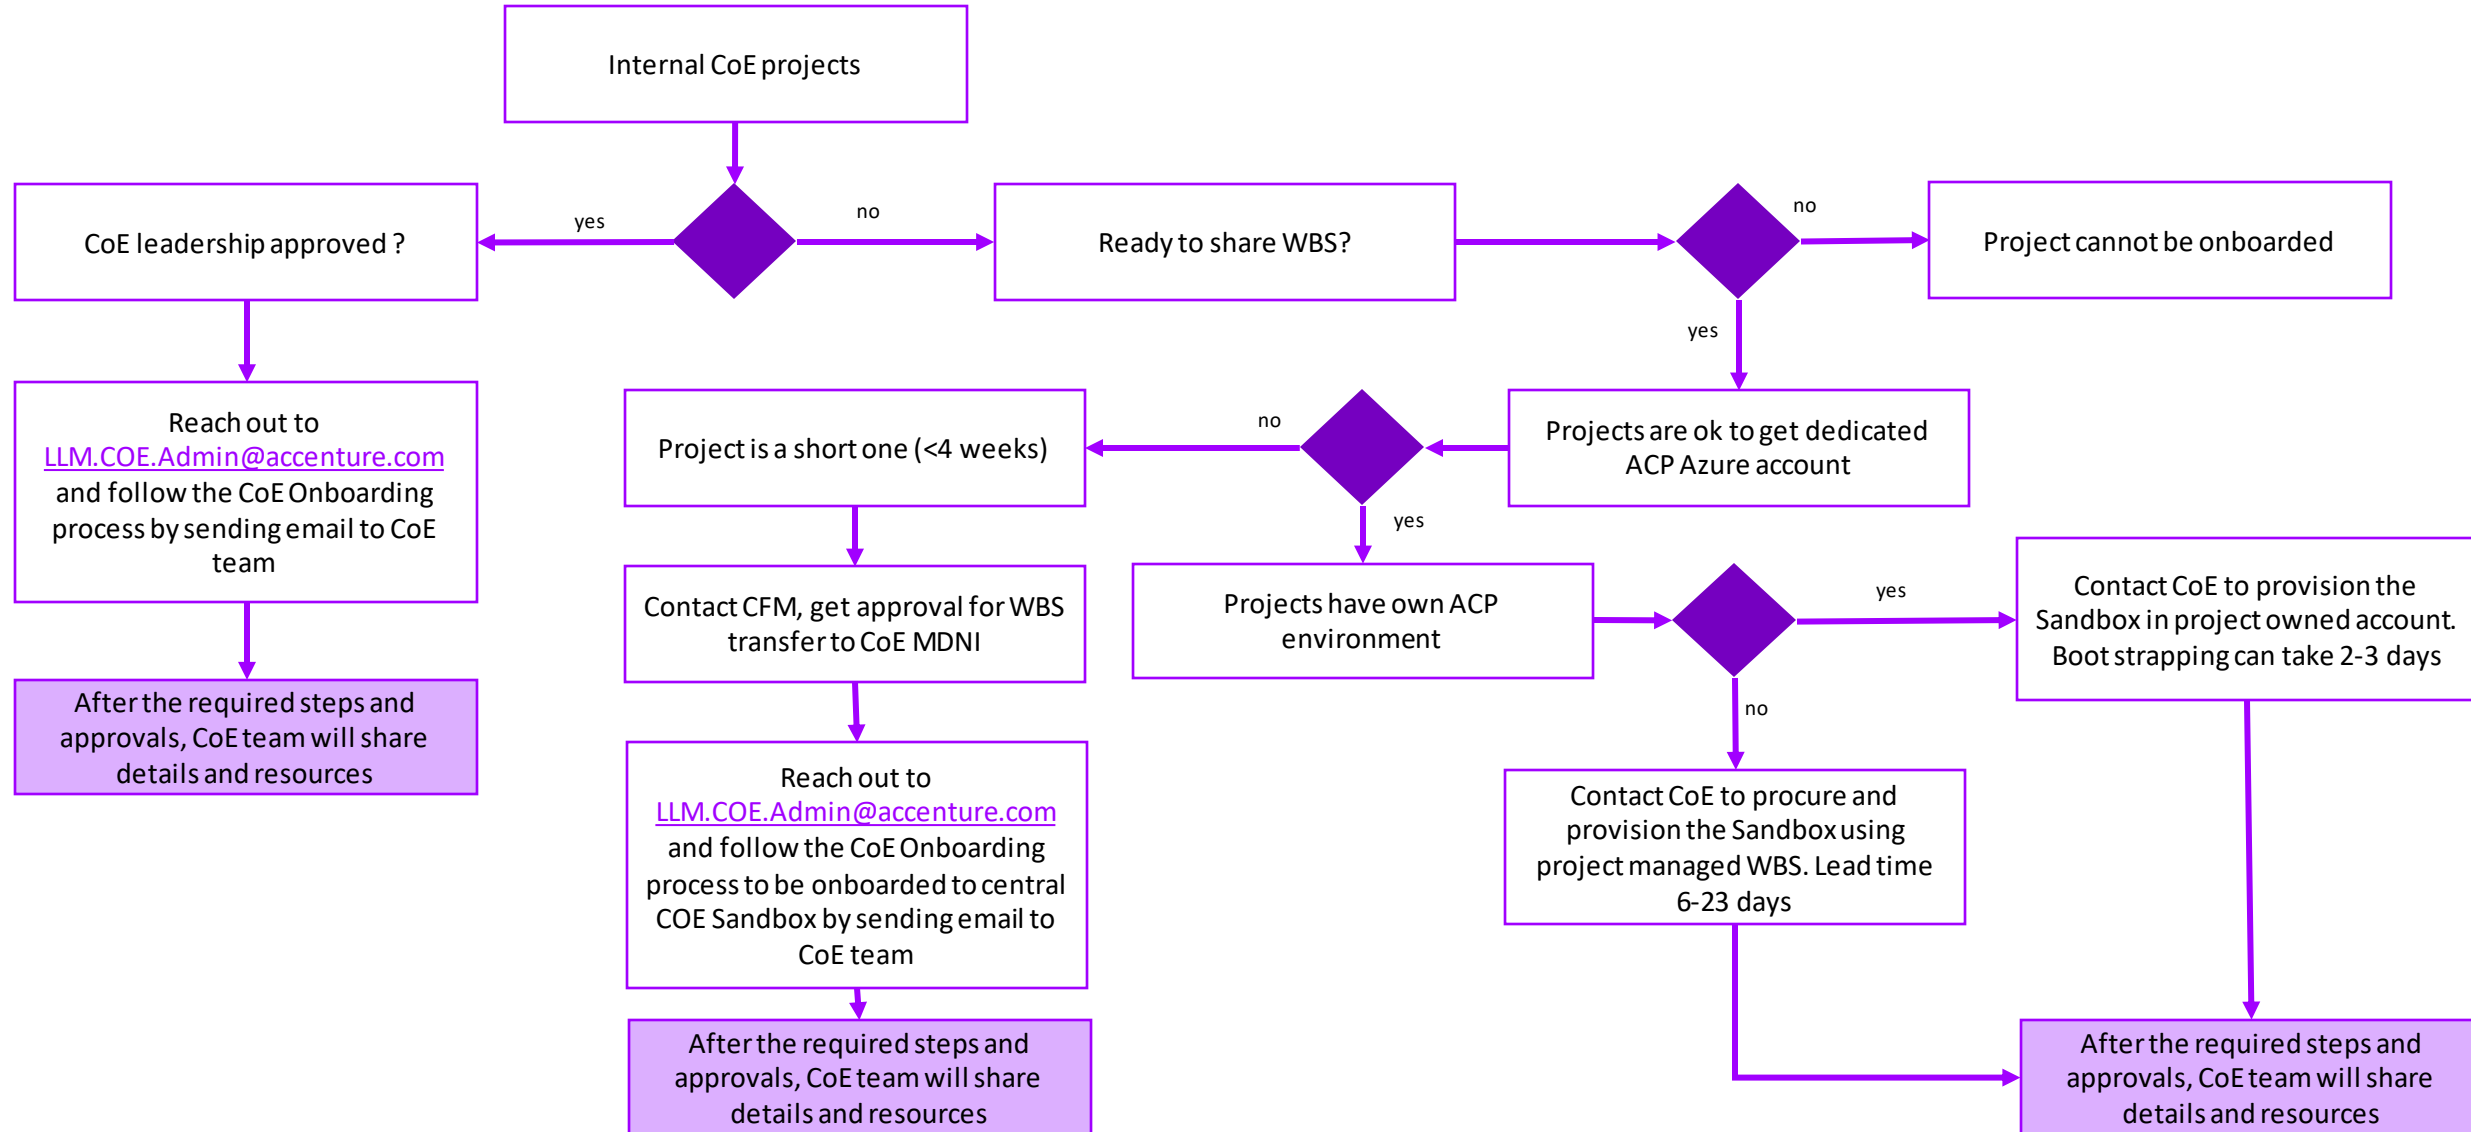 Internal CoE projects
yes
no
CoE leadership approved ?
Ready to share WBS?
no
Project cannot be onboarded
yes
Reach out to
LLM.COE.Admin@accenture.com
and follow the CoE Onboarding
process by sending email to CoE
team
After the required steps and
approvals, CoE team will share
details and resources
Projects are ok to get dedicated
ACP Azure account
no
Project is a short one (<4 weeks)
yes
Contact CFM, get approval for WBS
transfer to CoE MDNI
Reach out to
LLM.COE.Admin@accenture.com
and follow the CoE Onboarding
process to be onboarded to central
COE Sandbox by sending email to
CoE team
After the required steps and
approvals, CoE team will share
details and resources
Projects have own ACP
environment
yes
Contact CoE to provision the
Sandbox in project owned account.
Boot strapping can take 2-3 days
no
Contact CoE to procure and
provision the Sandbox using
project managed WBS. Lead time
6-23 days
After the required steps and
approvals, CoE team will share
details and resources